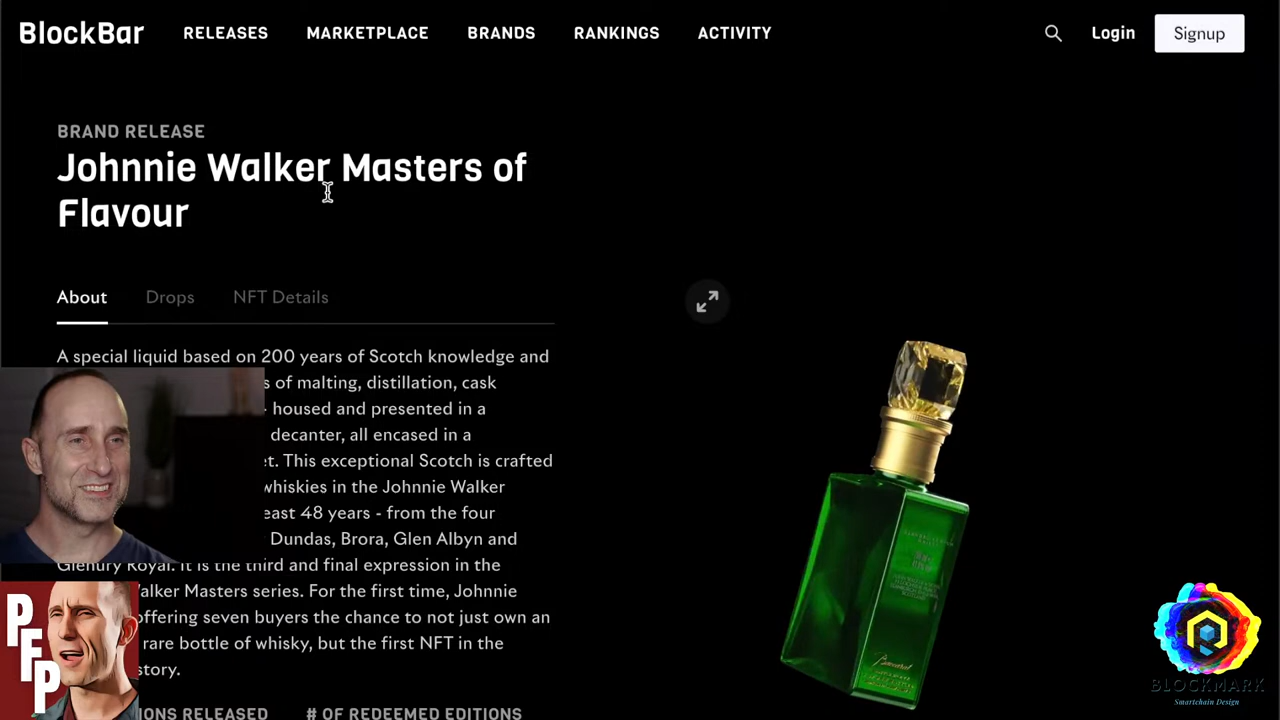 BlockBar RELEASES MARKETPLACE BRANDS RANKINGS ACTIVITY Login Signup
BRAND RELEASE
Johnnie Walker Masters of
Flavour
About Drops NFT Details
A special liquid based on 200 years of Scotch knowledge and
s of malting, distillation, cask
- housed and presented in a
decanter, all encased in a
et. This exceptional Scotch is crafted
whiskies in the Johnnie Walker
east 48 years - from the four
Dundas, Brora, Glen Albyn and
Glenury Royal. It is the third and final expression in the
Walker Masters series. For the first time, Johnnie
offering seven buyers the chance to not just own an
rare bottle of whisky, but the first NFT in the
story.
IONS RELEASED # OF REDEEMED EDITIONS
PFP
BLOCKMARK
Smartchain Design